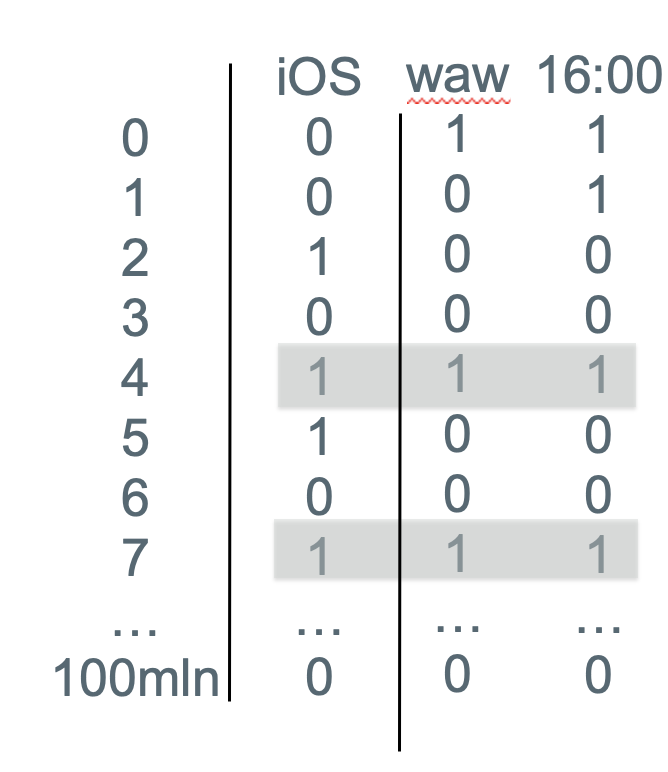 iOS waw 16:00
0 0 1 1
1 0 0 1
2 1 0 0
3 0 0 0
4 1 1 1
5 1 0 0
6 0 0 0
7 1 1 1
... ... ... ...
100mln 0 0 0